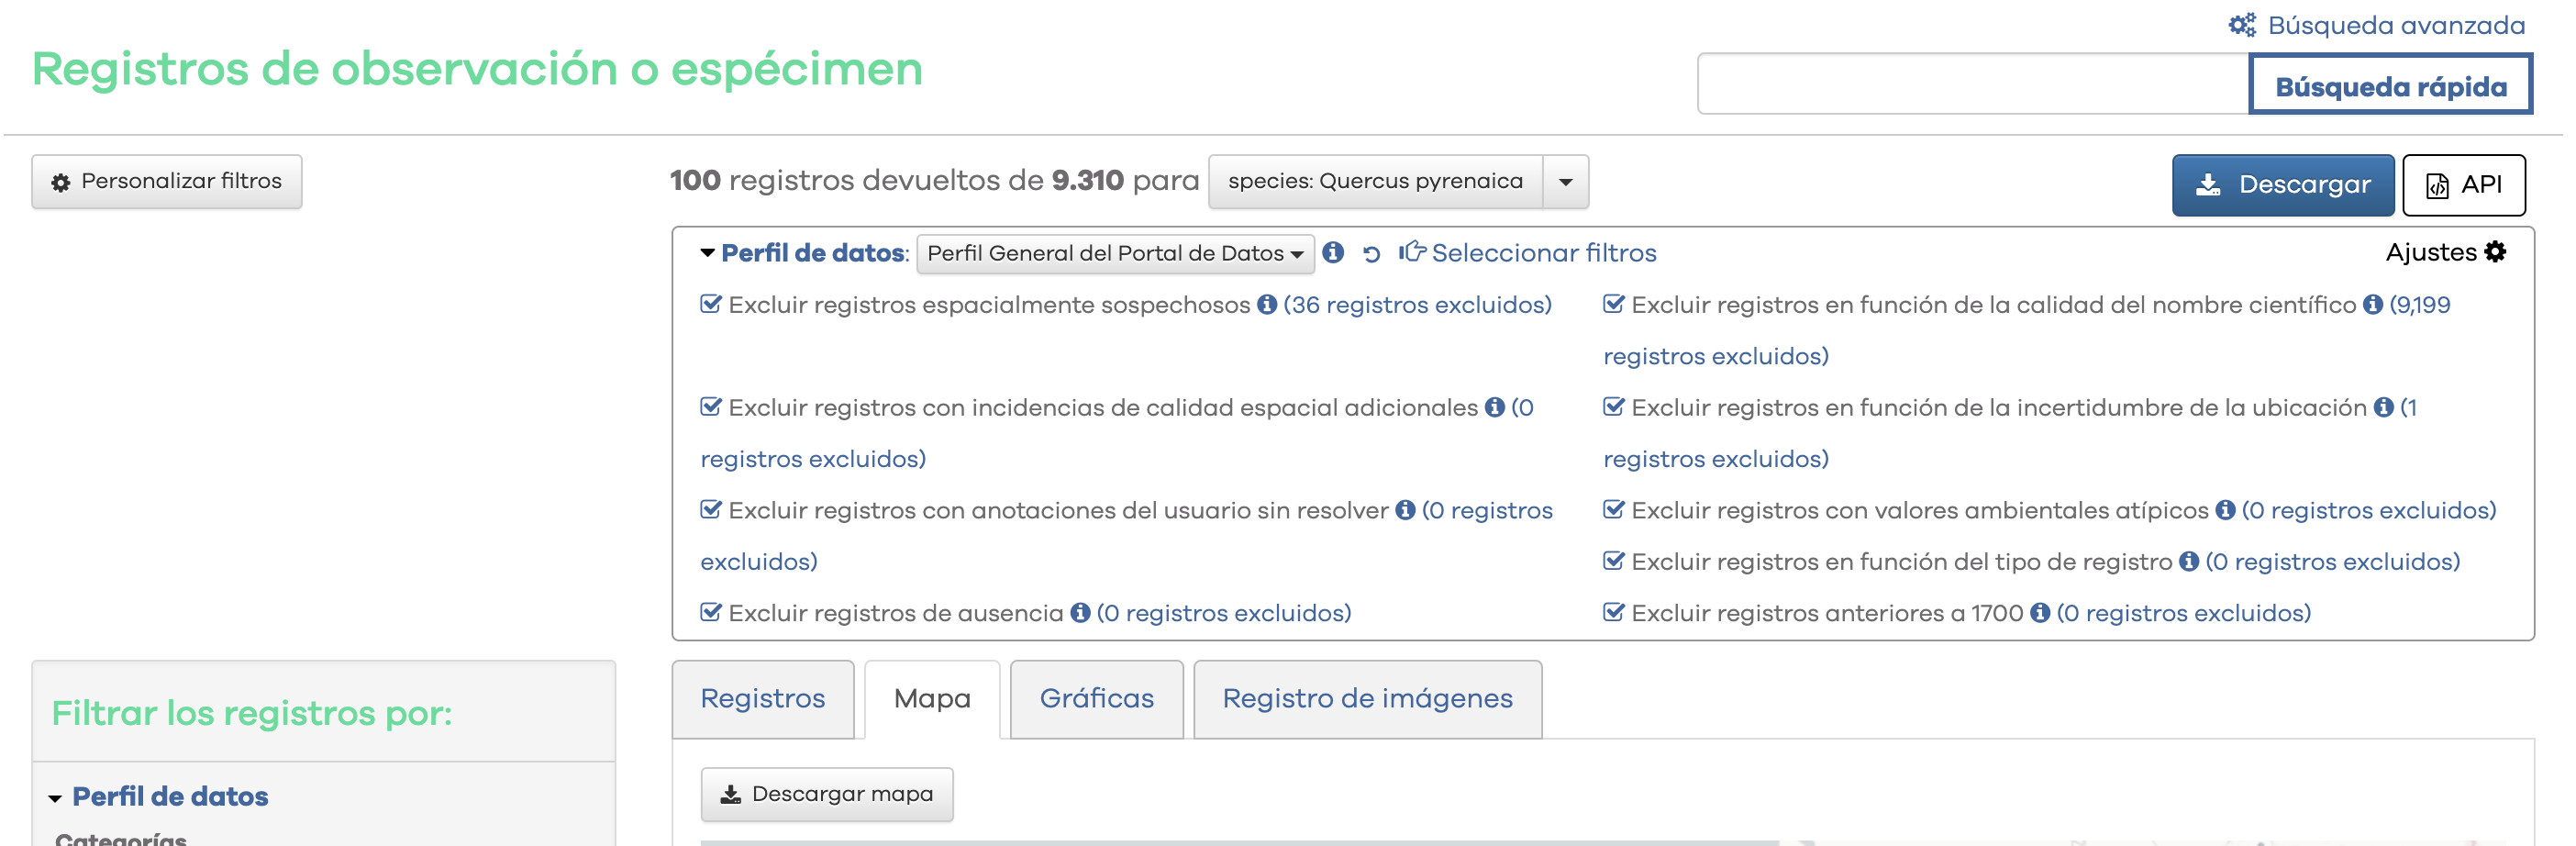 Búsqueda avanzada
Registros de observación o espécimen
Búsqueda rápida
Personalizar filtros
100 registros devueltos de 9.310 para species: Quercus pyrenaica
Descargar
API
Perfil de datos: Perfil General del Portal de Datos Seleccionar filtros
Ajustes
Excluir registros espacialmente sospechosos (36 registros excluidos)
Excluir registros en función de la calidad del nombre científico (9,199
registros excluidos)
Excluir registros con incidencias de calidad espacial adicionales (0
registros excluidos)
Excluir registros en función de la incertidumbre de la ubicación (1
registros excluidos)
Excluir registros con anotaciones del usuario sin resolver (0 registros
excluidos)
Excluir registros con valores ambientales atípicos (0 registros excluidos)
Excluir registros en función del tipo de registro (0 registros excluidos)
Excluir registros de ausencia (0 registros excluidos)
Excluir registros anteriores a 1700 (0 registros excluidos)
Filtrar los registros por:
Perfil de datos
Categorías
Registros
Mapa
Gráficas
Registro de imágenes
Descargar mapa